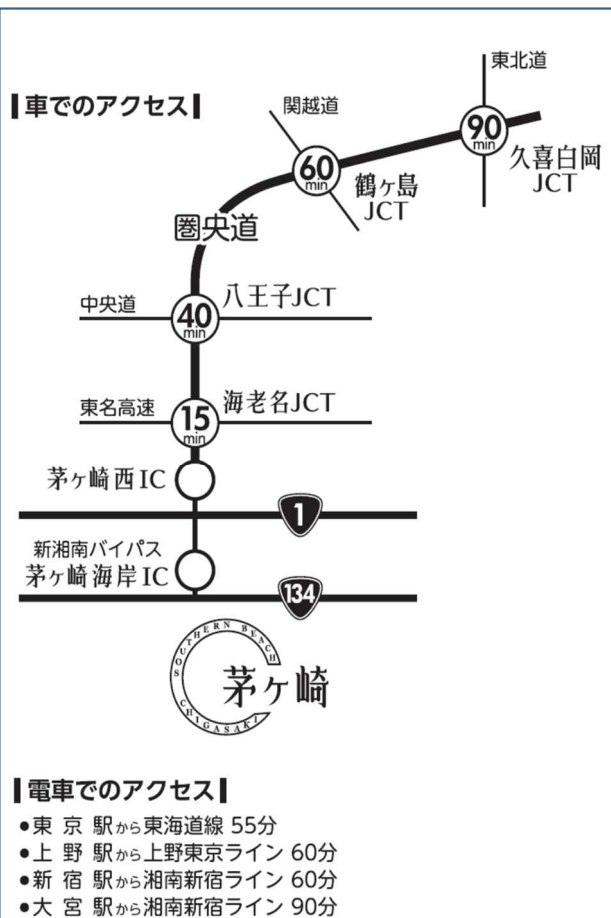 車でのアクセス
東北道
関越道
90
min
久喜白岡
JCT
60
min
鶴ヶ島
JCT
圏央道
中央道
40
min
八王子JCT
東名高速
15
min
海老名JCT
茅ヶ崎西IC
1
新湘南バイパス
茅ヶ崎海岸IC
134
SOUTHERN BEACH
CHIGASAKI
茅ヶ崎
電車でのアクセス
●東 京 駅から東海道線 55分
●上 野 駅から上野東京ライン 60分
●新 宿 駅から湘南新宿ライン 60分
●大 宮 駅から湘南新宿ライン 90分